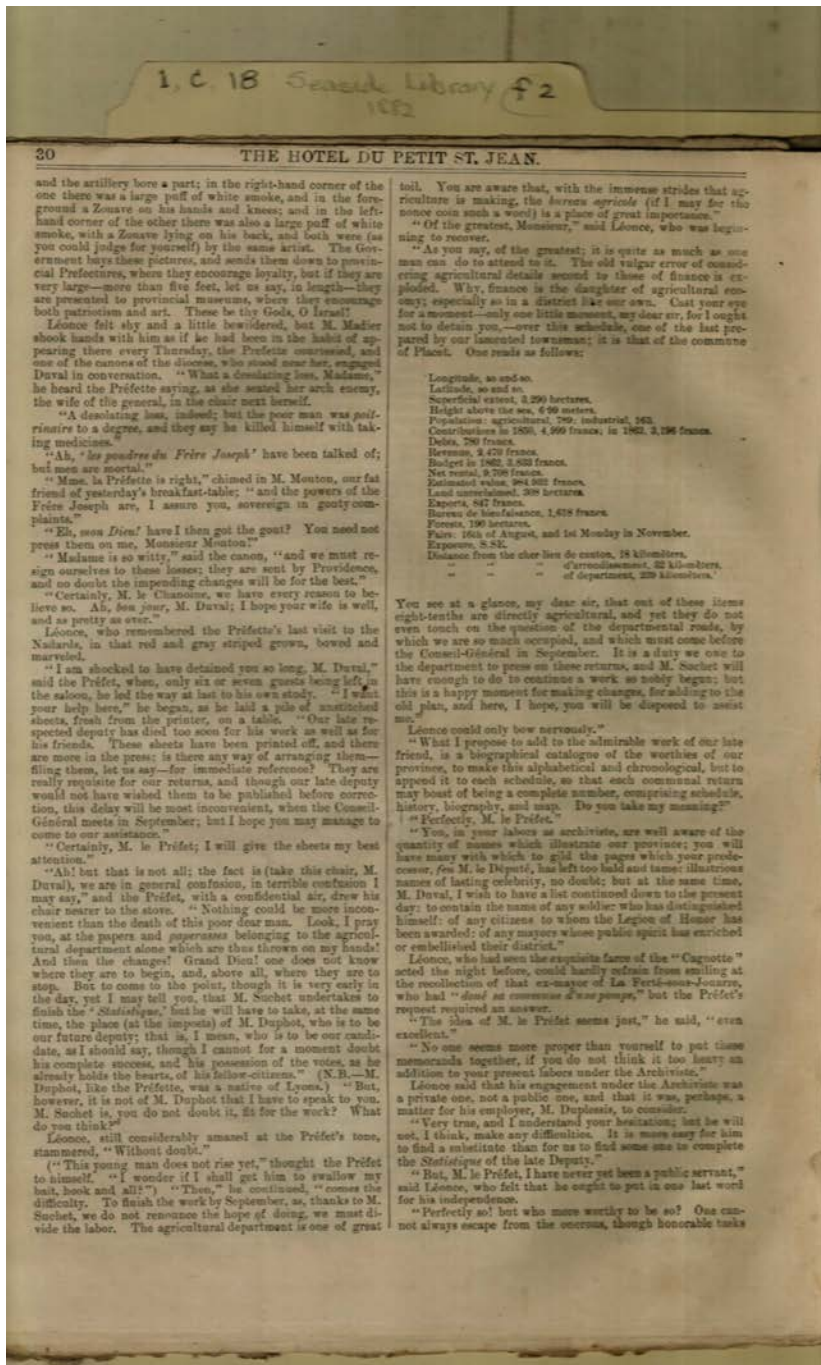 1, C. 18 Seaside Library f2
1882
30
THE HOTEL DU PETIT ST. JEAN.
and the artillery bore a part; in the right-hand corner of the
one there was a large puff of white smoke, and in the fore-
ground a Zouave on his hands and knees; and in the left-
hand corner of the other there was also a large puff of white
smoke, with a Zouave lying on his back, and both were (as
you could judge for yourself) by the same artist. The Gov-
ernment buys these pictures, and sends them down to provin-
cial Prefectures, where they encourage loyalty, but if they are
very large—more than five feet, let us say, in length—they
are presented to provincial museums, where they encourage
both patriotism and art. These be thy Gods, O Israel!
Léonce felt shy and a little bewildered, but M. Madier
shook hands with him as if he had been in the habit of ap-
pearing there every Thursday, the Prefette courtesied, and
one of the canons of the diocese, who stood near her, engaged
Duval in conversation. "What a desolating loss, Madame,"
he heard the Préfette saying, as she seated her arch enemy,
the wife of the general, in the chair next herself.
"A desolating loss, indeed; but the poor man was poit-
rinaire to a degree, and they say he killed himself with tak-
ing medicines."
"Ah, 'les poudres du Frère Joseph' have been talked of;
but men are mortal."
"Mme. la Préfette is right," chimed in M. Mouton, our fat
friend of yesterday's breakfast-table; "and the powers of the
Frére Joseph are, I assure you, sovereign in gouty com-
plaints."
"Eh, mon Dieu! have I then got the gout? You need not
press them on me, Monsieur Mouton!"
"Madame is so witty," said the canon, "and we must re-
sign ourselves to these losses; they are sent by Providence,
and no doubt the impending changes will be for the best."
"Certainly, M. le Chanoine, we have every reason to be-
lieve so. Ah, bon jour, M. Duval; I hope your wife is well,
and as pretty as ever."
Léonce, who remembered the Préfette's last visit to the
Nadards, in that red and gray striped grown, bowed and
marveled.
"I am shocked to have detained you so long, M. Duval,"
said the Préfet, when, only six or seven guests being left in
the saloon, he led the way at last to his own study. "I want
your help here," he began, as he laid a pile of unstitched
sheets, fresh from the printer, on a table. "Our late re-
spected deputy has died too soon for his work as well as for
his friends. These sheets have been printed off, and there
are more in the press; is there any way of arranging them—
filing them, let us say—for immediate reference? They are
really requisite for our returns, and though our late deputy
would not have wished them to be published before correc-
tion, this delay will be most inconvenient, when the Conseil-
Général meets in September; but I hope you may manage to
come to our assistance."
"Certainly, M. le Préfet; I will give the sheets my best
attention."
"Ah! but that is not all; the fact is (take this chair, M.
Duval), we are in general confusion, in terrible confusion I
may say," and the Préfet, with a confidential air, drew his
chair nearer to the stove. "Nothing could be more incon-
venient than the death of this poor dear man. Look, I pray
you, at the papers and paperasses belonging to the agricul-
tural department alone which are thus thrown on my hands!
And then the changes! Grand Dieu! one does not know
where they are to begin, and, above all, where they are to
stop. But to come to the point, though it is very early in
the day, yet I may tell you, that M. Suchet undertakes to
finish the 'Statistique,' but he will have to take, at the same
time, the place (at the imposts) of M. Duphot, who is to be
our future deputy; that is, I mean, who is to be our candi-
date, as I should say, though I cannot for a moment doubt
his complete success, and his possession of the votes, as he
already holds the hearts, of his fellow-citizens." (N.B.—M.
Duphot, like the Préfette, was a native of Lyons.) "But,
however, it is not of M. Duphot that I have to speak to you.
M. Suchet is, you do not doubt it, fit for the work? What
do you think?"
Léonce, still considerably amazed at the Préfet's tone,
stammered, "Without doubt."
("This young man does not rise yet," thought the Préfet
to himself. "I wonder if I shall get him to swallow my
bait, hook and all?") "Then," he continued, "comes the
difficulty. To finish the work by September, as, thanks to M.
Suchet, we do not renounce the hope of doing, we must di-
vide the labor. The agricultural department is one of great
toil. You are aware that, with the immense strides that ag-
riculture is making, the bureau agricole (if I may for the
nonce coin such a word) is a place of great importance."
"Of the greatest, Monsieur," said Léonce, who was begin-
ning to recover.
"As you say, of the greatest; it is quite as much as one
man can do to attend to it. The old vulgar error of consid-
ering agricultural details second to those of finance is ex-
ploded. Why, finance is the daughter of agricultural econ-
omy; especially so in a district like our own. Cast your eye
for a moment—only one little moment, my dear sir, for I ought
not to detain you,—over this schedule, one of the last pre-
pared by our lamented townsman; it is that of the commune
of Placet. One reads as follows:
'Longitude, so and-so.
Latitude, so and so.
Superficial extent, 3,290 hectares.
Height above the sea, 6·99 meters.
Population: agricultural, 789; industrial, 163.
Contributions in 1850, 4,999 francs; in 1862, 3,196 francs.
Debts, 780 francs.
Revenue, 2,479 francs.
Budget in 1862, 3,833 francs.
Net rental, 9,708 francs.
Estimated value, 984,952 francs.
Land unreclaimed, 308 hectares.
Exports, 847 francs.
Bureau de bienfaisance, 1,678 francs.
Forests, 196 hectares.
Fairs: 16th of August, and 1st Monday in November.
Exposure, S.SE.
Distance from the cher-lieu de canton, 18 kilométers.
" " " d'arrondissement, 32 kilométers.
" " " of department, 229 kilométers.'
You see at a glance, my dear sir, that out of these items
eight-tenths are directly agricultural, and yet they do not
even touch on the question of the departmental roads, by
which we are so much occupied, and which must come before
the Conseil-Général in September. It is a duty we one to
the department to press on these returns, and M. Suchet will
have enough to do to continue a work so nobly begun; but
this is a happy moment for making changes, for adding to the
old plan, and here, I hope, you will be disposed to assist
me."
Léonce could only bow nervously."
"What I propose to add to the admirable work of our late
friend, is a biographical catalogue of the worthies of our
province, to make this alphabetical and chronological, but to
append it to each schedule, so that each communal return
may boast of being a complete number, comprising schedule,
history, biography, and map. Do you take my meaning?"
"Perfectly, M. le Préfet."
"You, in your labors as archiviste, are well aware of the
quantity of names which illustrate our province; you will
have many with which to gild the pages which your prede-
cessor, feu M. le Député, has left too bald and tame: illustrious
names of lasting celebrity, no doubt; but at the same time,
M. Duval, I wish to have a list continued down to the present
day: to contain the name of any soldier who has distinguished
himself: of any citizens to whom the Legion of Honor has
been awarded: of any mayors whose public spirit has enriched
or embellished their district."
Léonce, who had seen the exquisite farce of the "Cagnotte"
acted the night before, could hardly refrain from smiling at
the recollection of that ex-mayor of La Ferté-sous-Jouarre,
who had "doné sa commune d'une pompe," but the Préfet's
request required an answer.
"The idea of M. le Préfet seems just," he said, "even
excellent."
"No one seems more proper than yourself to put these
memoranda together, if you do not think it too heavy an
addition to your present labors under the Archiviste."
Léonce said that his engagement under the Archiviste was
a private one, not a public one, and that it was, perhaps, a
matter for his employer, M. Duplessis, to consider.
"Very true, and I understand your hesitation; but he will
not, I think, make any difficulties. It is more easy for him
to find a substitute than for us to find some one to complete
the Statistique of the late Deputy."
"But, M. le Préfet, I have never yet been a public servant,"
said Léonce, who felt that he ought to put in one last word
for his independence.
"Perfectly so! but who more worthy to be so? One can-
not always escape from the onerous, though honorable tasks